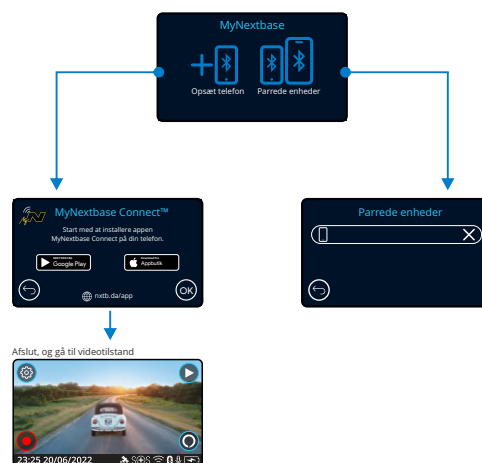 MyNextbase
Opsæt telefon
Parrede enheder
MyNextbase Connect™
Start med at installere appen
MyNextbase Connect på din telefon.
Google Play
Appbutik
nxtb.da/app
OK
Parrede enheder
Afslut, og gå til videotilstand
23:25 20/06/2022
SOS